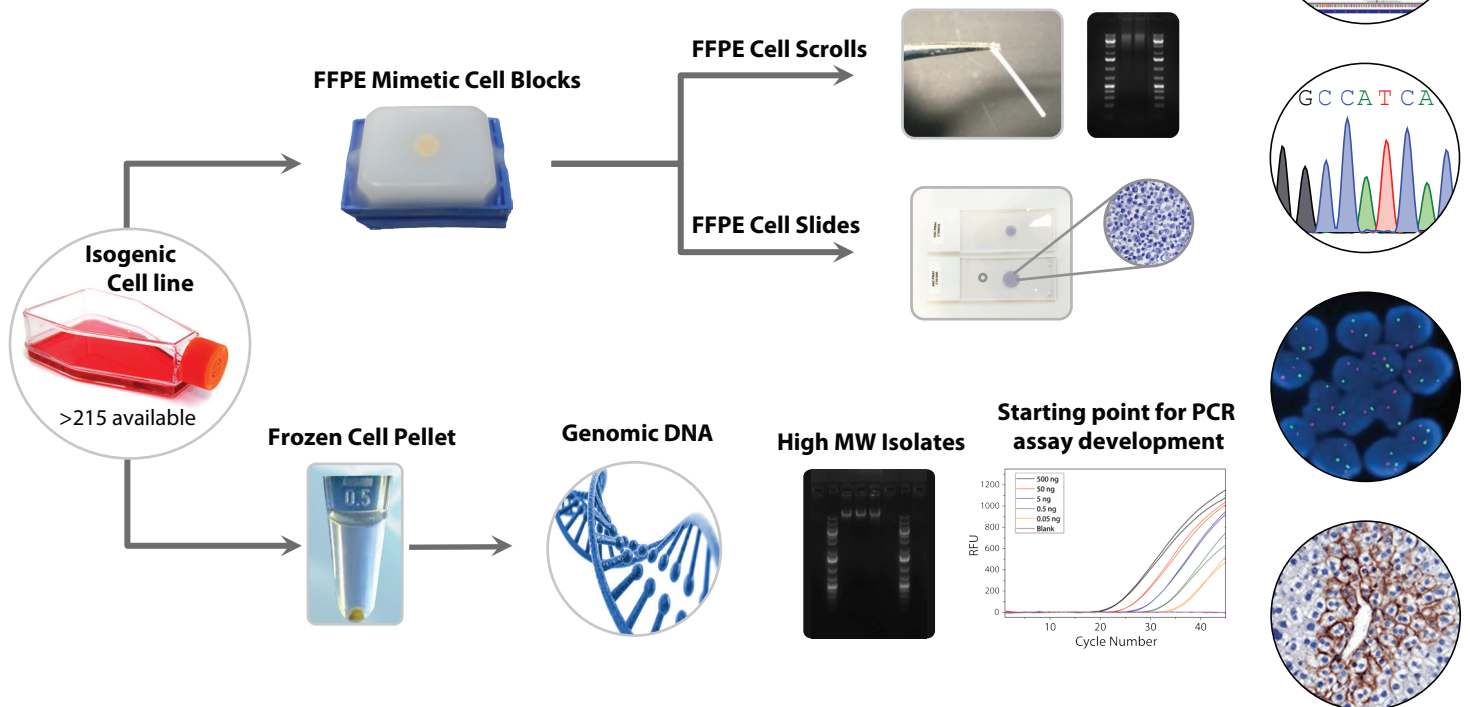 FFPE Cell Scrolls
FFPE Mimetic Cell Blocks
GCCATCA
FFPE Cell Slides
Isogenic
Cell line
>215 available
Frozen Cell Pellet
0.5
Genomic DNA
High MW Isolates
Starting point for PCR
assay development
1200
1000
800
600
400
200
0
RFU
500 ng
50 ng
5 ng
0.5 ng
0.05 ng
Blank
10
20
30
40
Cycle Number